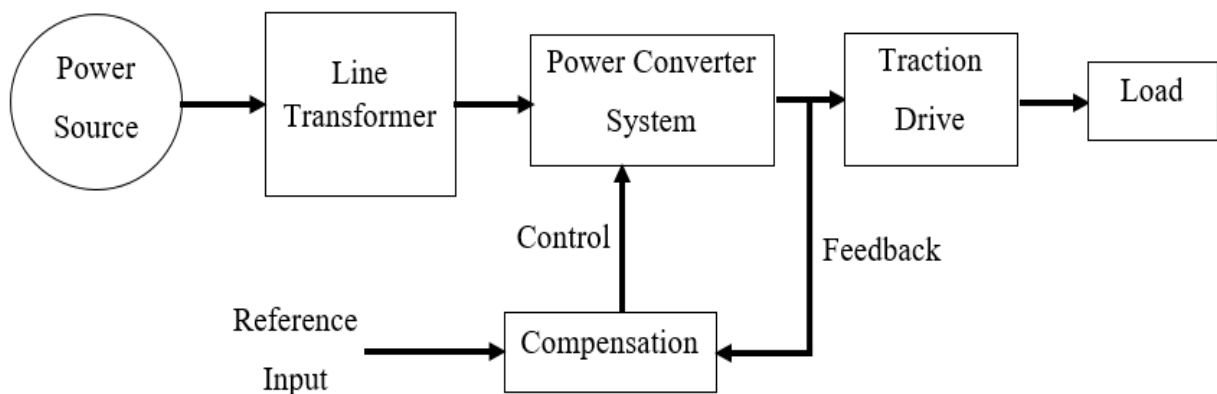 Power
Source
Line
Transformer
Power Converter
System
Traction
Drive
Load
Control
Feedback
Reference
Input
Compensation